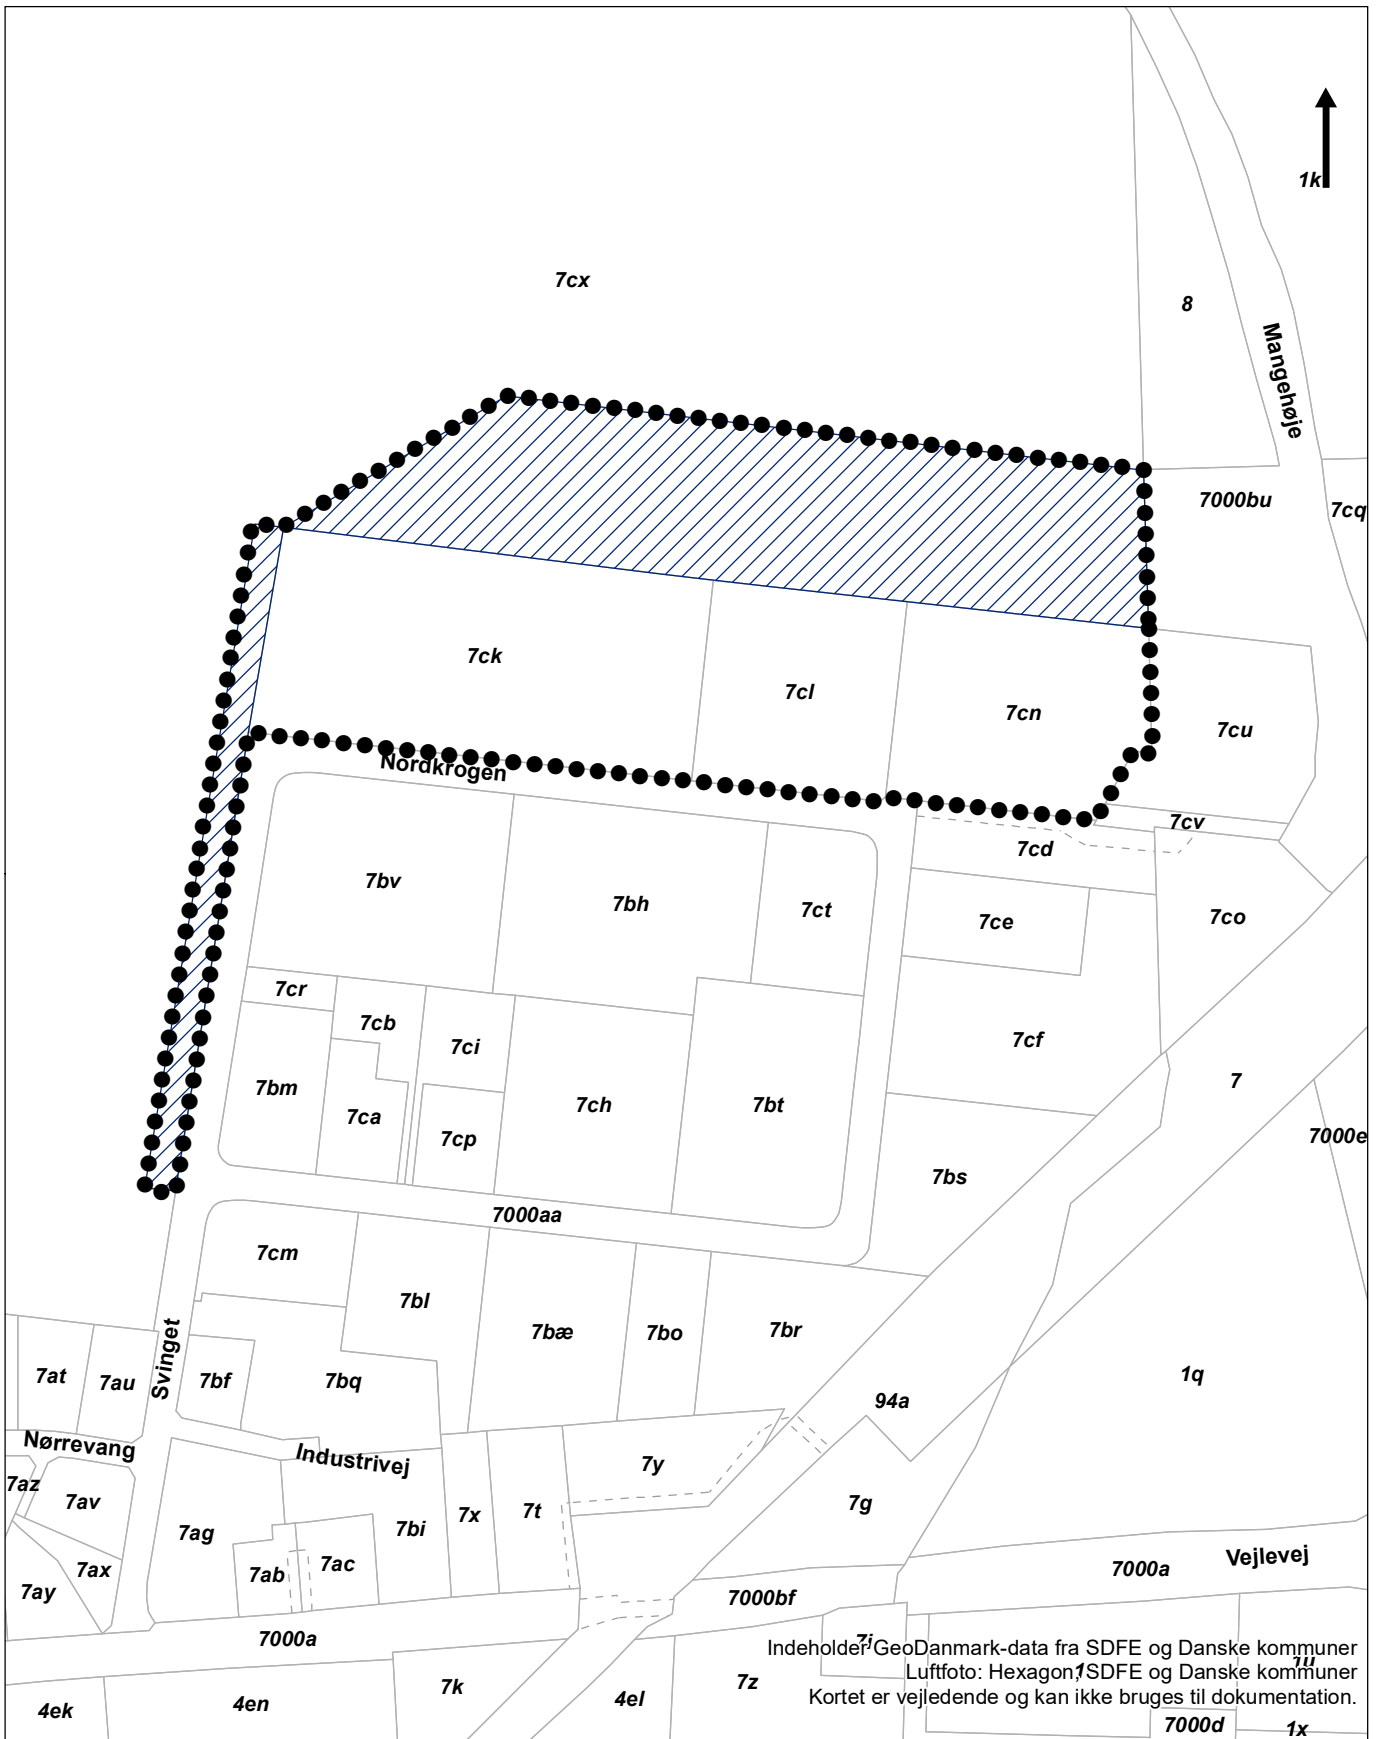 1k
7cx
8
Mangehøje
7000bu
7cq
7ck
7cl
7cn
7cu
Nordkrogen
7cv
7cd
7bv
7bh
7ct
7ce
7co
7cr
7cb
7ci
7cf
7bm
7ca
7cp
7ch
7bt
7
7000e
7bs
7000aa
7cm
7bl
7bæ
7bo
7br
Svinget
7at
7au
7bf
7bq
94a
1q
Nørrevang
Industrivej
7az
7av
7ag
7bi
7x
7t
7y
7g
7ax
7ab
7ac
7ay
7000a
Vejlevej
7000bf
7000a
Indeholder GeoDanmark-data fra SDFE og Danske kommuner
Luftfoto: Hexagon, SDFE og Danske kommuner
Kortet er vejledende og kan ikke bruges til dokumentation.
4ek
4en
7k
4el
7z
7000d
1x